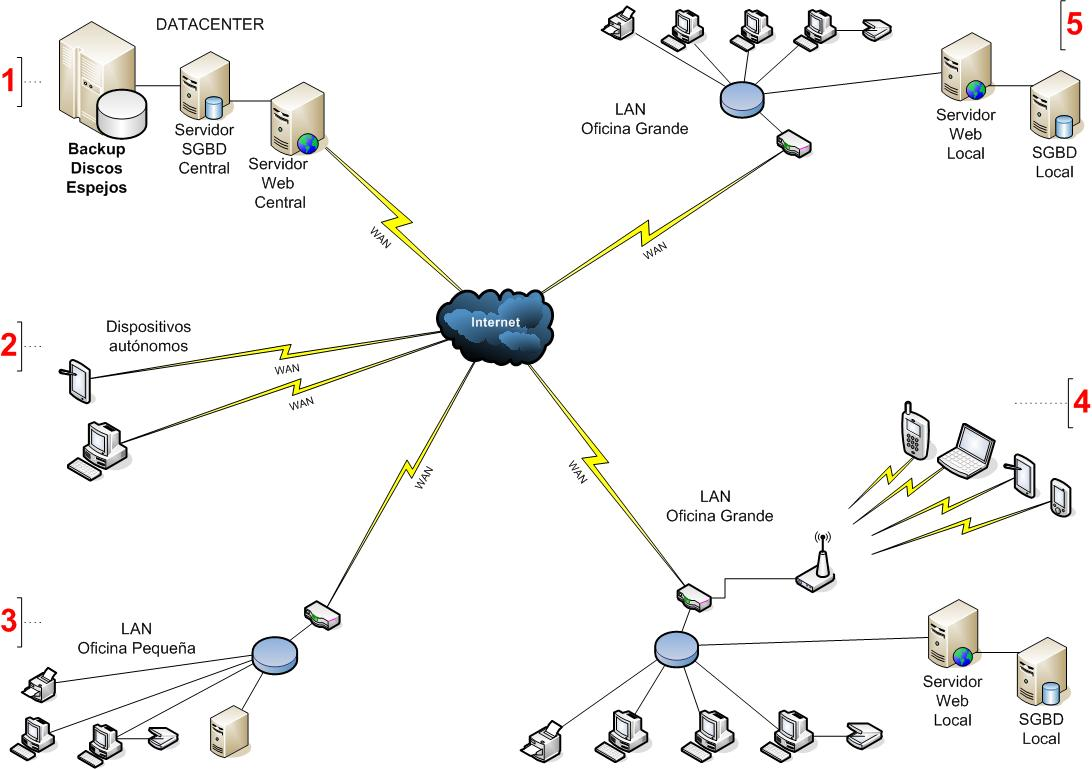 DATACENTER
1
Backup
Discos
Espejos
Servidor
SGBD
Central
Servidor
Web
Central
WAN
5
LAN
Oficina Grande
Servidor
Web
Local
SGBD
Local
WAN
Internet
2
Dispositivos
autónomos
WAN
WAN
3
LAN
Oficina Pequeña
WAN
4
WAN
LAN
Oficina Grande
Servidor
Web
Local
SGBD
Local